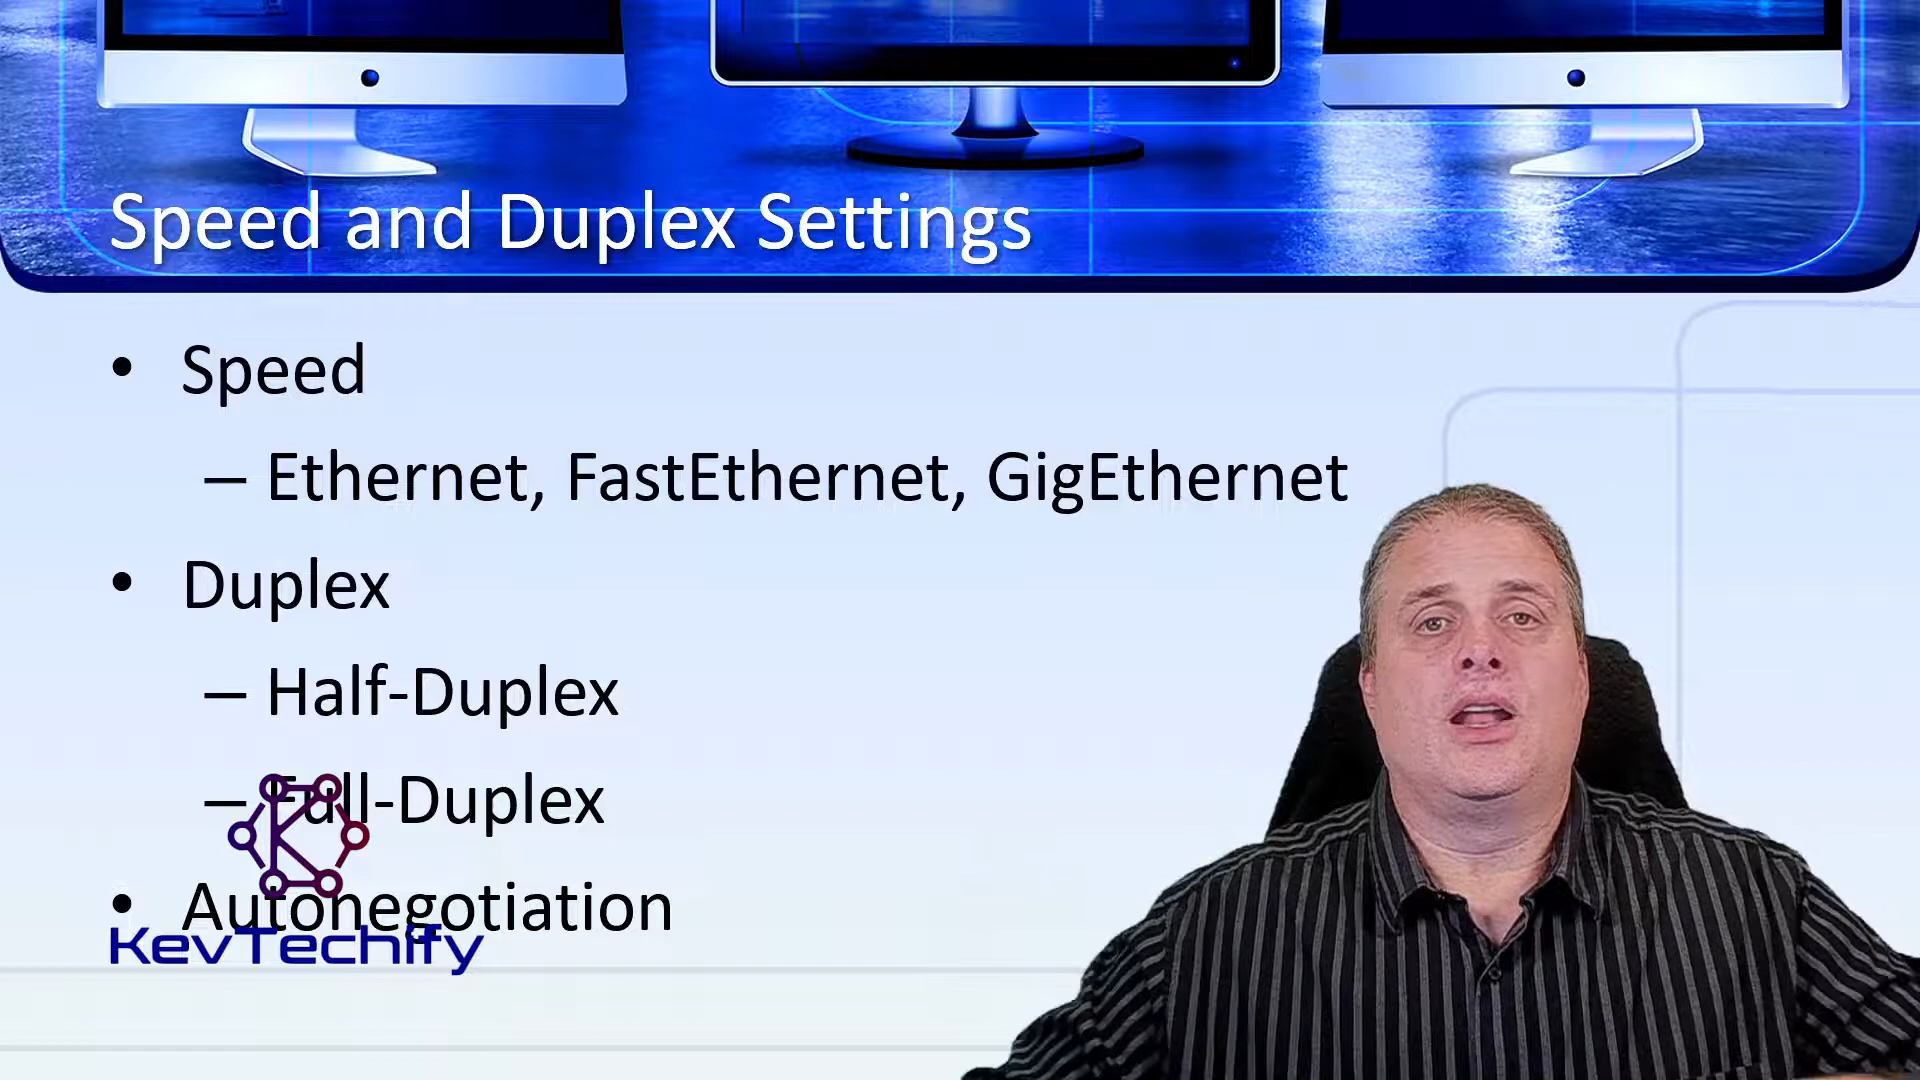 Speed and Duplex Settings
• Speed
– Ethernet, FastEthernet, GigEthernet
• Duplex
– Half-Duplex
– Full-Duplex
• Autonegotiation
KevTechify